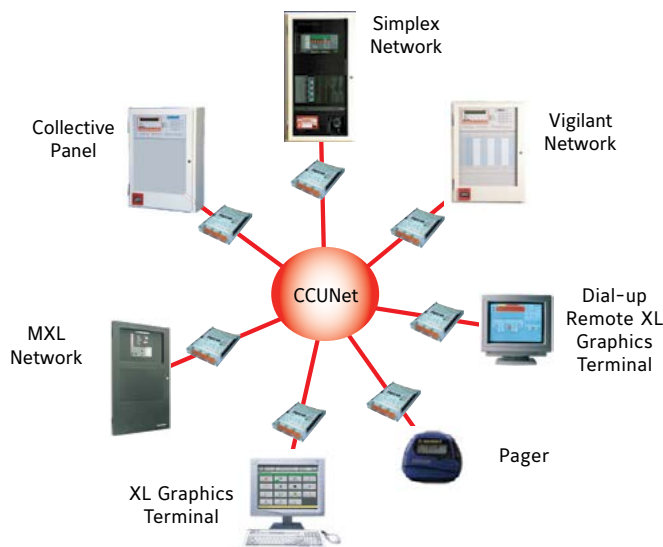 Simplex
Network
Collective
Panel
Vigilant
Network
CCUNet
Dial-up
Remote XL
Graphics
Terminal
MXL
Network
Pager
XL Graphics
Terminal